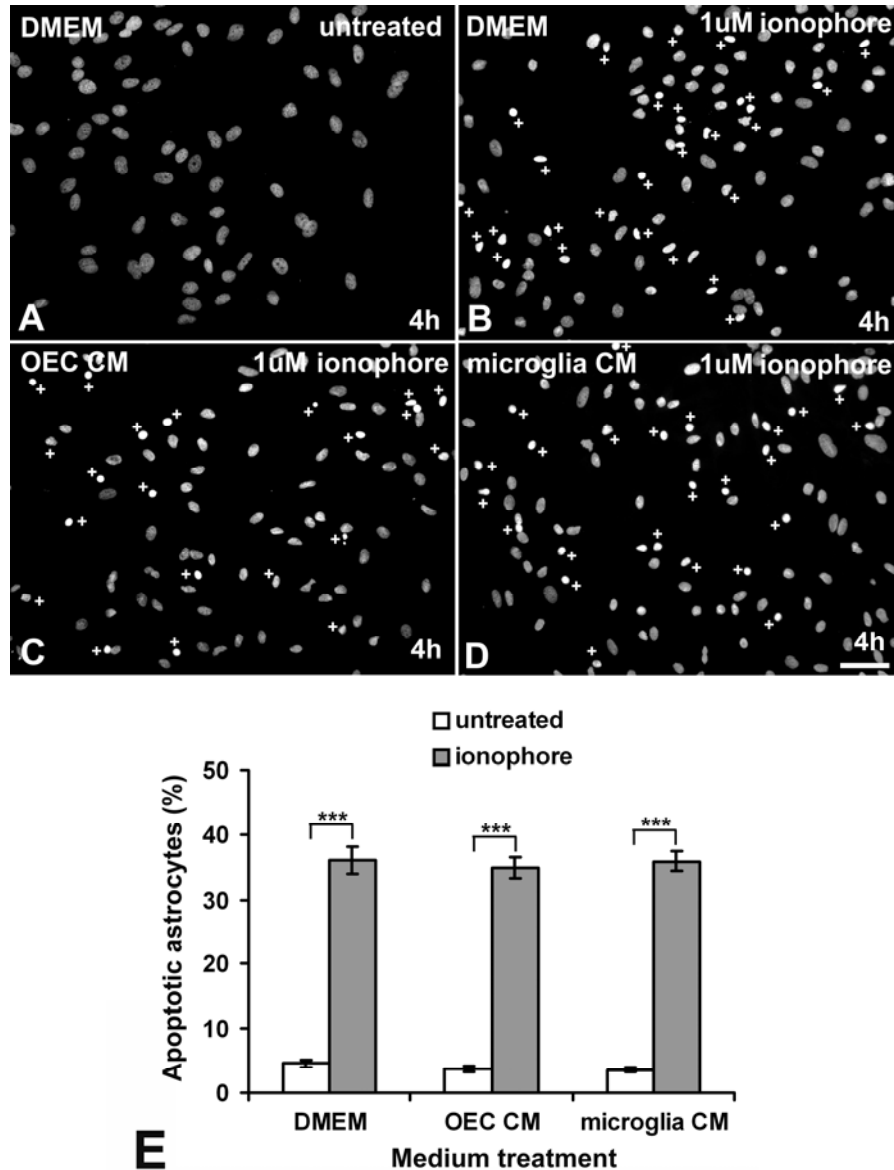 DMEM untreated
A 4h
DMEM 1uM ionophore
B 4h
OEC CM 1uM ionophore
C 4h
microglia CM 1uM ionophore
D 4h
untreated
ionophore
Apoptotic astrocytes (%)
50
40
30
20
10
0
*** *** ***
DMEM OEC CM microglia CM
Medium treatment
E